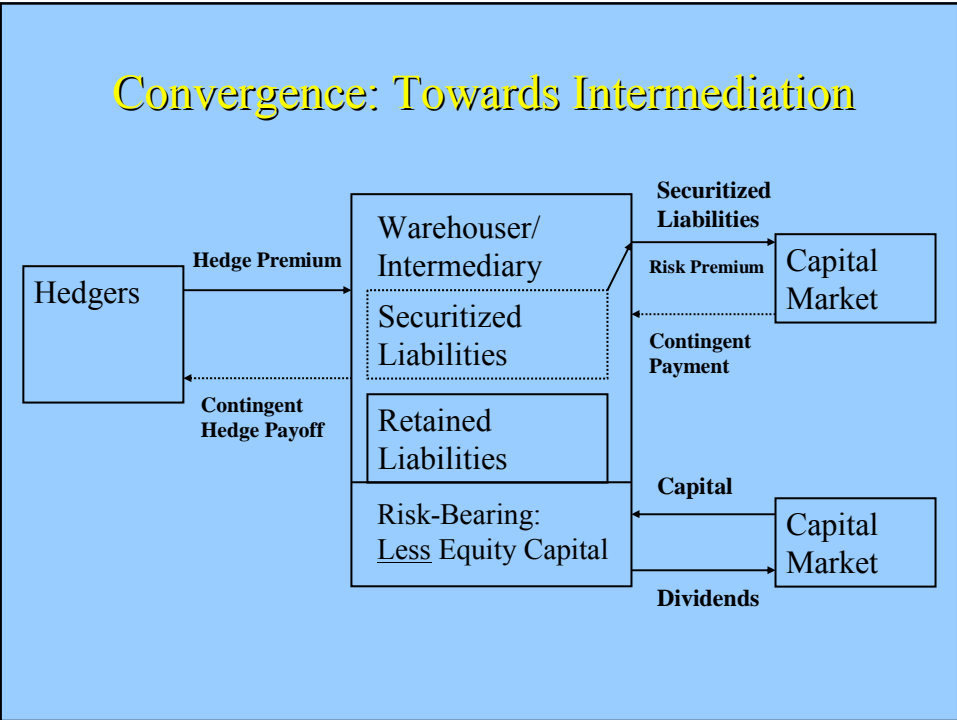 Convergence: Towards Intermediation
Hedgers
Hedge Premium
Contingent
Hedge Payoff
Warehouser/
Intermediary
Securitized
Liabilities
Retained
Liabilities
Risk-Bearing:
Less Equity Capital
Securitized
Liabilities
Risk Premium
Contingent
Payment
Capital
Market
Capital
Dividends
Capital
Market